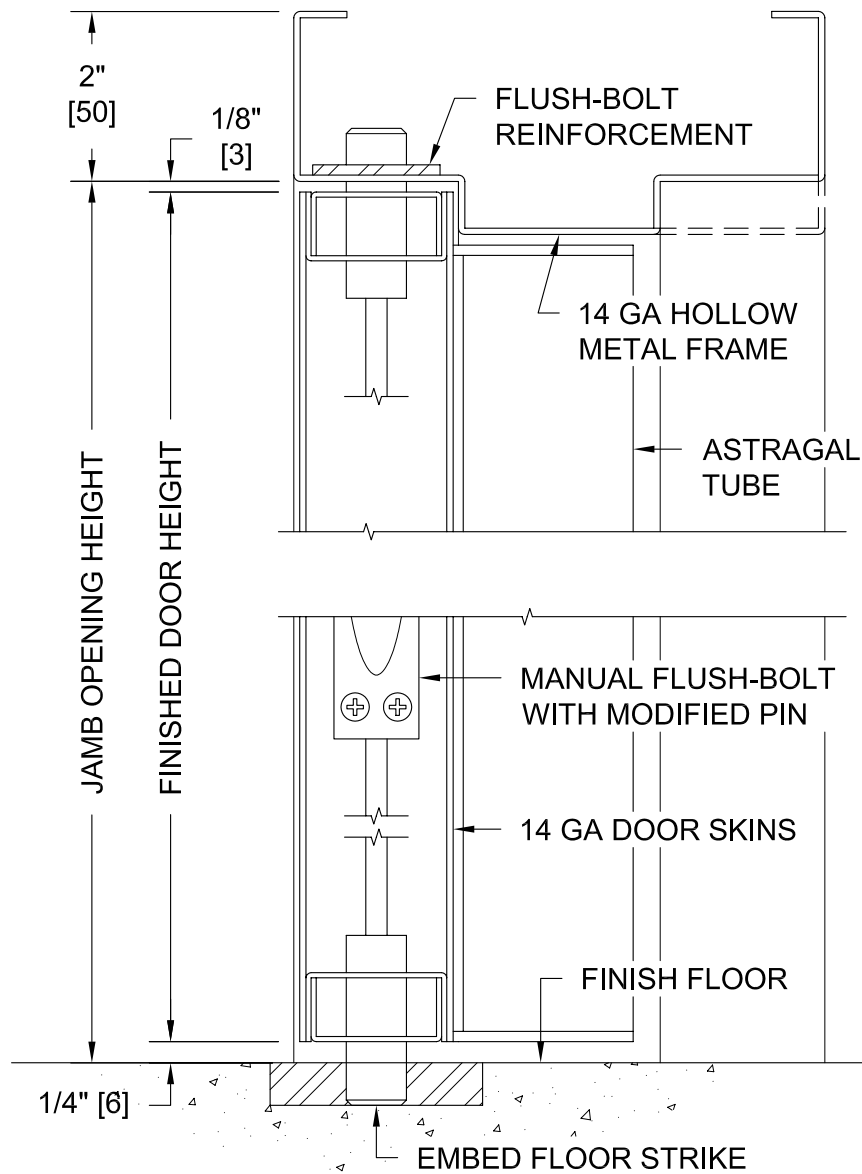 2"
[50]
1/8"
[3]
FLUSH-BOLT
REINFORCEMENT
14 GA HOLLOW
METAL FRAME
ASTRAGAL
TUBE
JAMB OPENING HEIGHT
FINISHED DOOR HEIGHT
MANUAL FLUSH-BOLT
WITH MODIFIED PIN
14 GA DOOR SKINS
FINISH FLOOR
1/4" [6]
EMBED FLOOR STRIKE